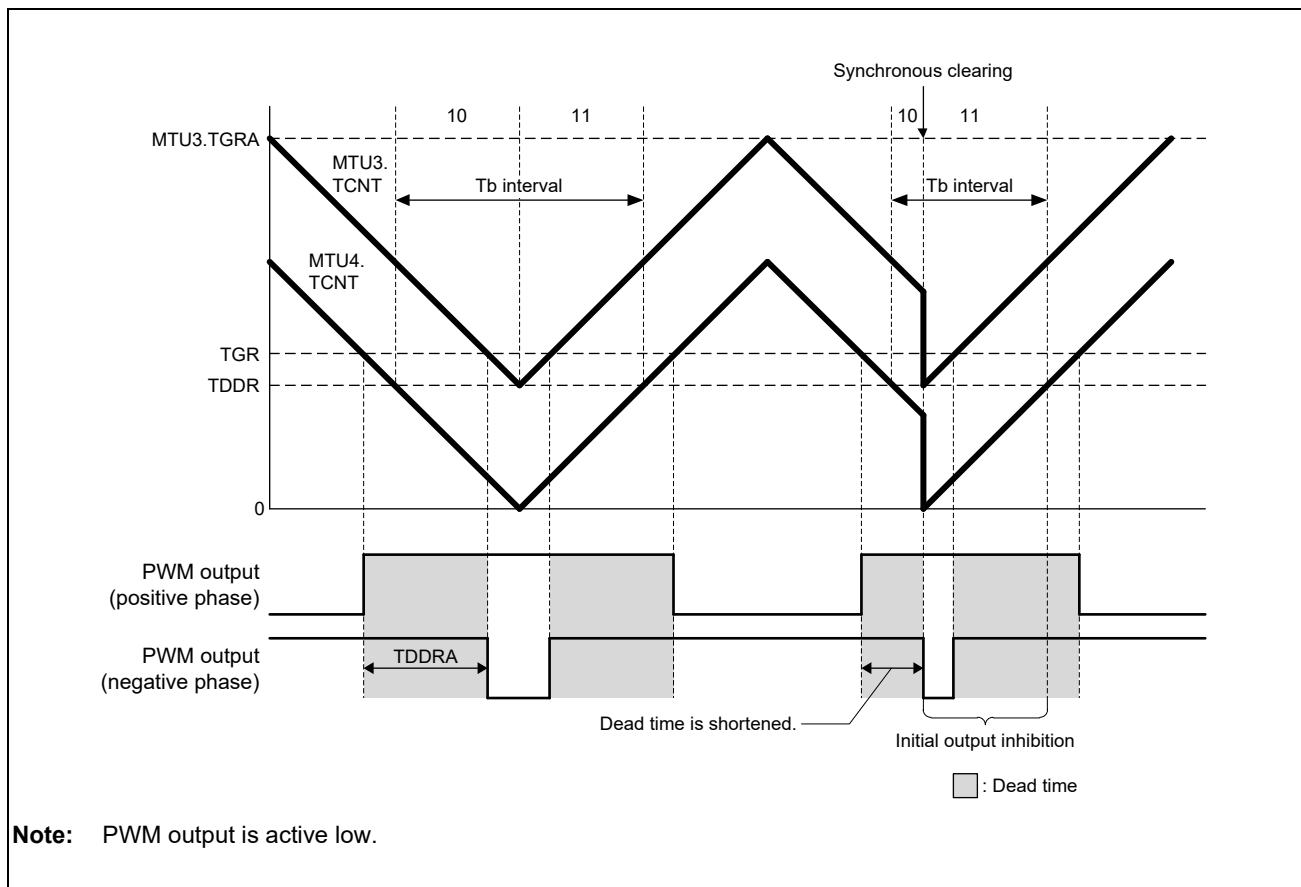 Synchronous clearing
10
11
10
11
MTU3.TGRA
MTU3.
TCNT
Tb interval
Tb interval
MTU4.
TCNT
TGR
TDDR
0
PWM output
(positive phase)
PWM output
(negative phase)
TDDRA
Dead time is shortened.
Initial output inhibition
: Dead time
Note: PWM output is active low.